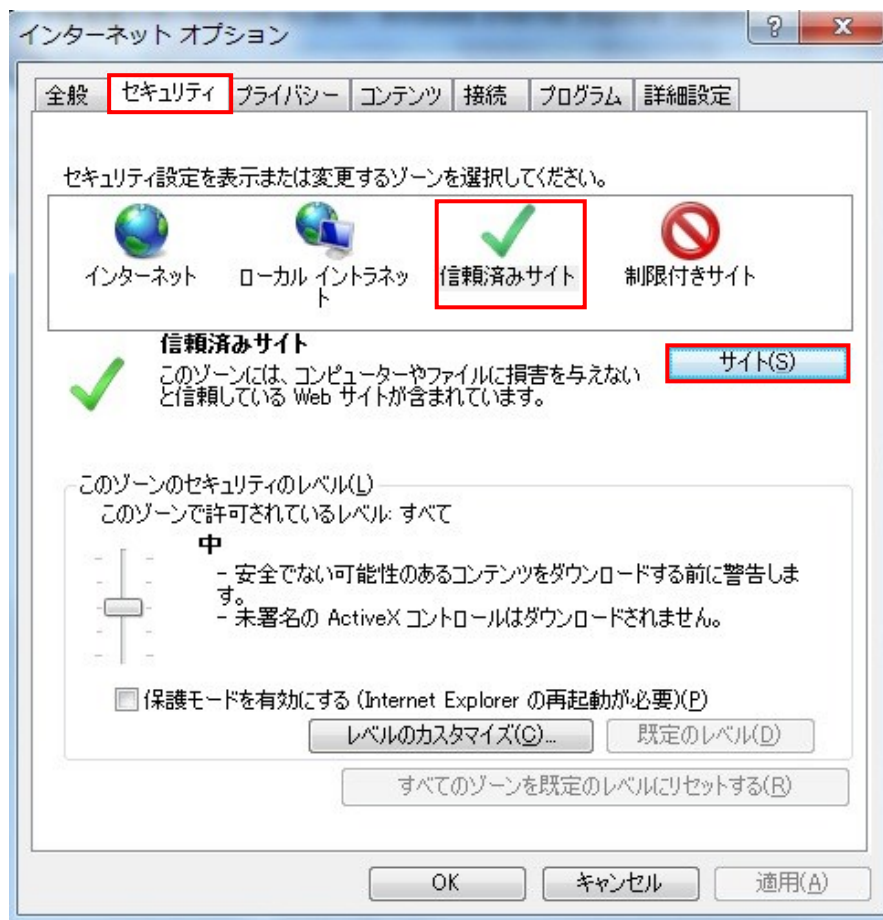 インターネット オプション
全般 セキュリティ プライバシー コンテンツ 接続 プログラム 詳細設定
セキュリティ設定を表示または変更するゾーンを選択してください。
インターネット
ローカル イントラネッ
ト
信頼済みサイト
制限付きサイト
信頼済みサイト
このゾーンには、コンピューターやファイルに損害を与えない
と信頼している Web サイトが含まれています。
サイト(S)
このゾーンのセキュリティのレベル(L)
このゾーンで許可されているレベル: すべて
中
- 安全でない可能性のあるコンテンツをダウンロードする前に警告しま
す。
- 未署名の ActiveX コントロールはダウンロードされません。
保護モードを有効にする (Internet Explorer の再起動が必要)(P)
レベルのカスタマイズ(C)... 既定のレベル(D)
すべてのゾーンを既定のレベルにリセットする(R)
OK キャンセル 適用(A)